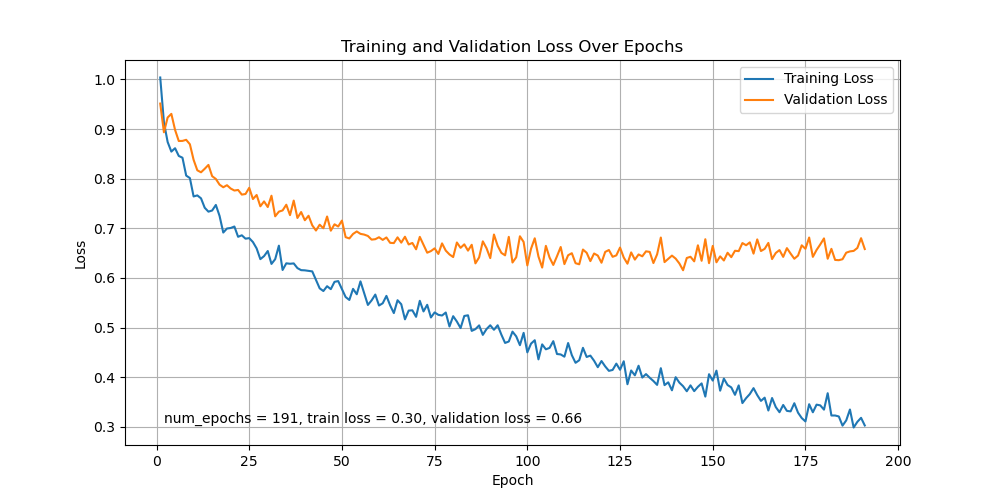 Training and Validation Loss Over Epochs
Training Loss
Validation Loss
1.0
0.9
0.8
0.7
0.6
0.5
0.4
0.3
Loss
num_epochs = 191, train loss = 0.30, validation loss = 0.66
0 25 50 75 100 125 150 175 200
Epoch